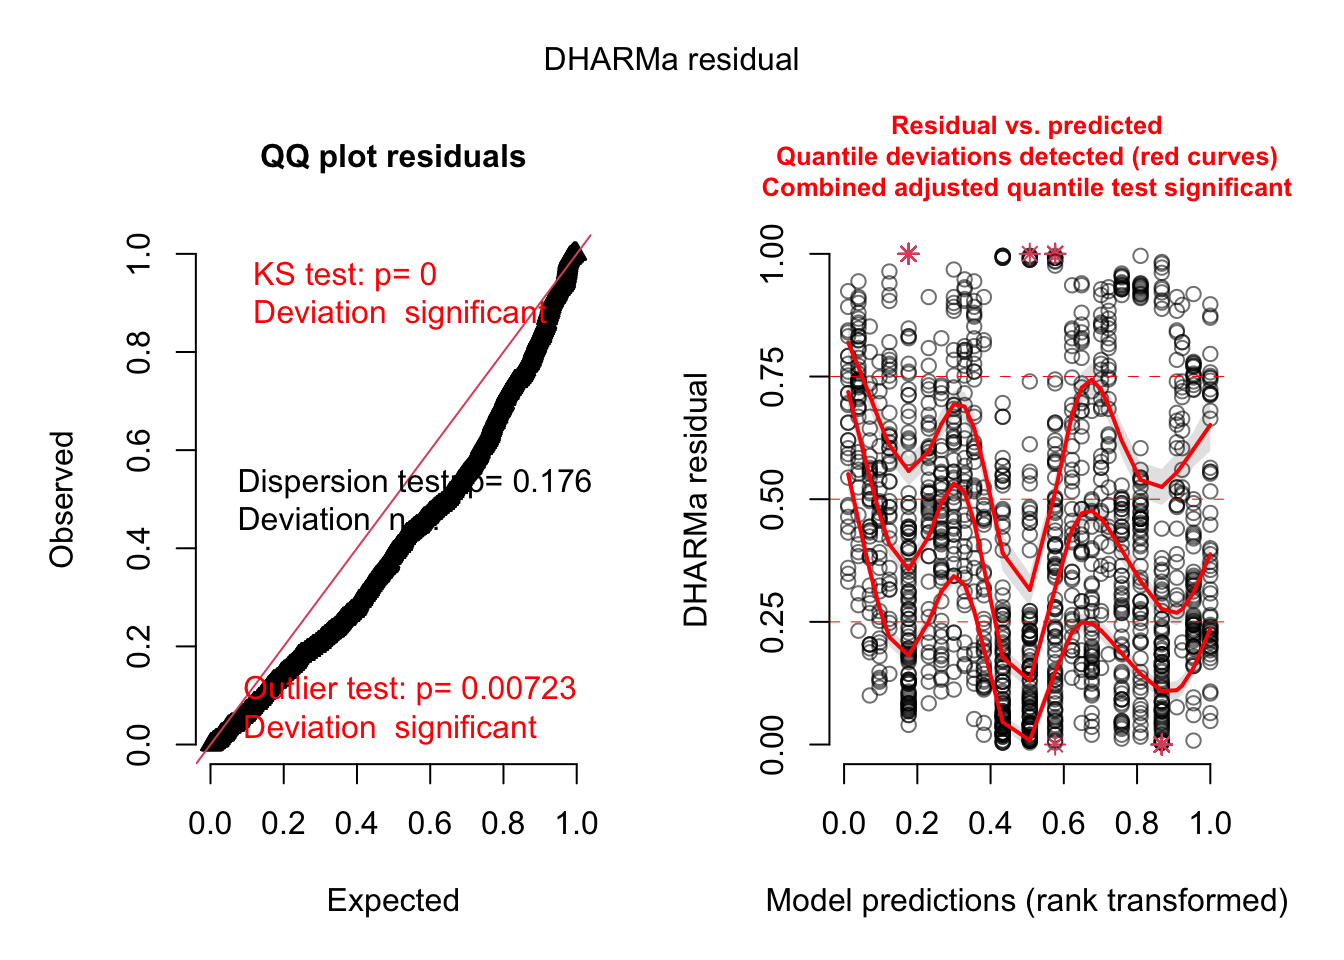 DHARMa residual
QQ plot residuals
KS test: p= 0
Deviation  significant
Dispersion test: p= 0.176
Deviation  n.s.
Outlier test: p= 0.00723
Deviation  significant
Observed
0.0 0.2 0.4 0.6 0.8 1.0
0.0 0.2 0.4 0.6 0.8 1.0
Expected
Residual vs. predicted
Quantile deviations detected (red curves)
Combined adjusted quantile test significant
DHARMa residual
0.00 0.25 0.50 0.75 1.00
0.0 0.2 0.4 0.6 0.8 1.0
Model predictions (rank transformed)